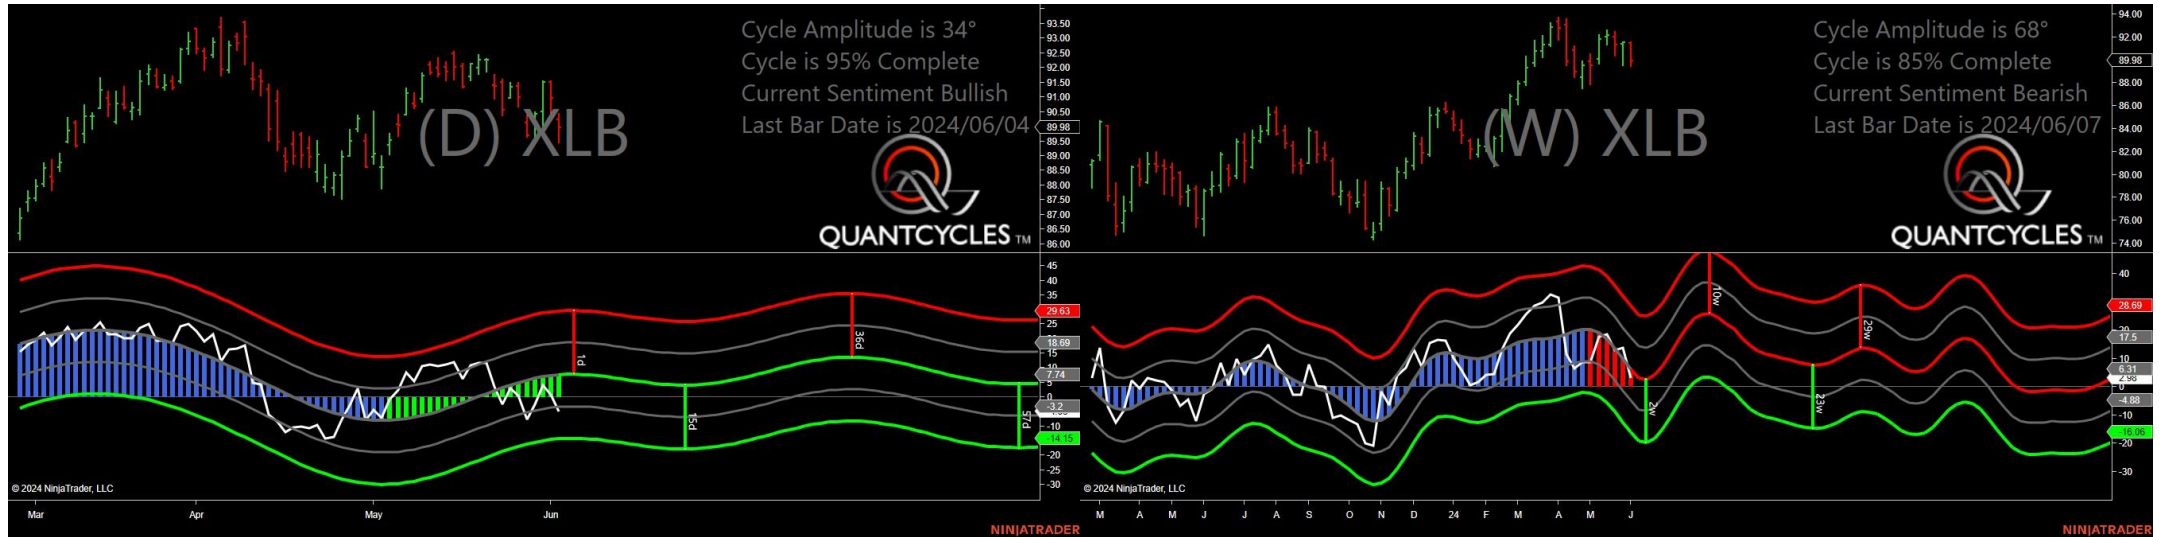 Cycle Amplitude is 34°
Cycle is 95% Complete
Current Sentiment Bullish
Last Bar Date is 2024/06/04
(D) XLB
QUANTCYCLES TM
93.50
93.00
92.50
92.00
91.50
91.00
90.50
89.98
89.50
89.00
88.50
88.00
87.50
87.00
86.50
86.00
45
40
35
29.63
25
18.69
15
10
7.74
5
0
-3.2
-10
-14.15
-20
-25
-30
1d
15d
36d
57d
© 2024 NinjaTrader, LLC
Mar
Apr
May
Jun
NINJATRADER
Cycle Amplitude is 68°
Cycle is 85% Complete
Current Sentiment Bearish
Last Bar Date is 2024/06/07
(W) XLB
QUANTCYCLES TM
94.00
92.00
89.98
88.00
86.00
84.00
82.00
80.00
78.00
76.00
74.00
40
28.69
20
17.5
10
6.31
2.98
0
-4.88
-10
-16.06
-20
-30
2w
10w
23w
29w
© 2024 NinjaTrader, LLC
M A M J J A S O N D 24 F M A M J
NINJATRADER